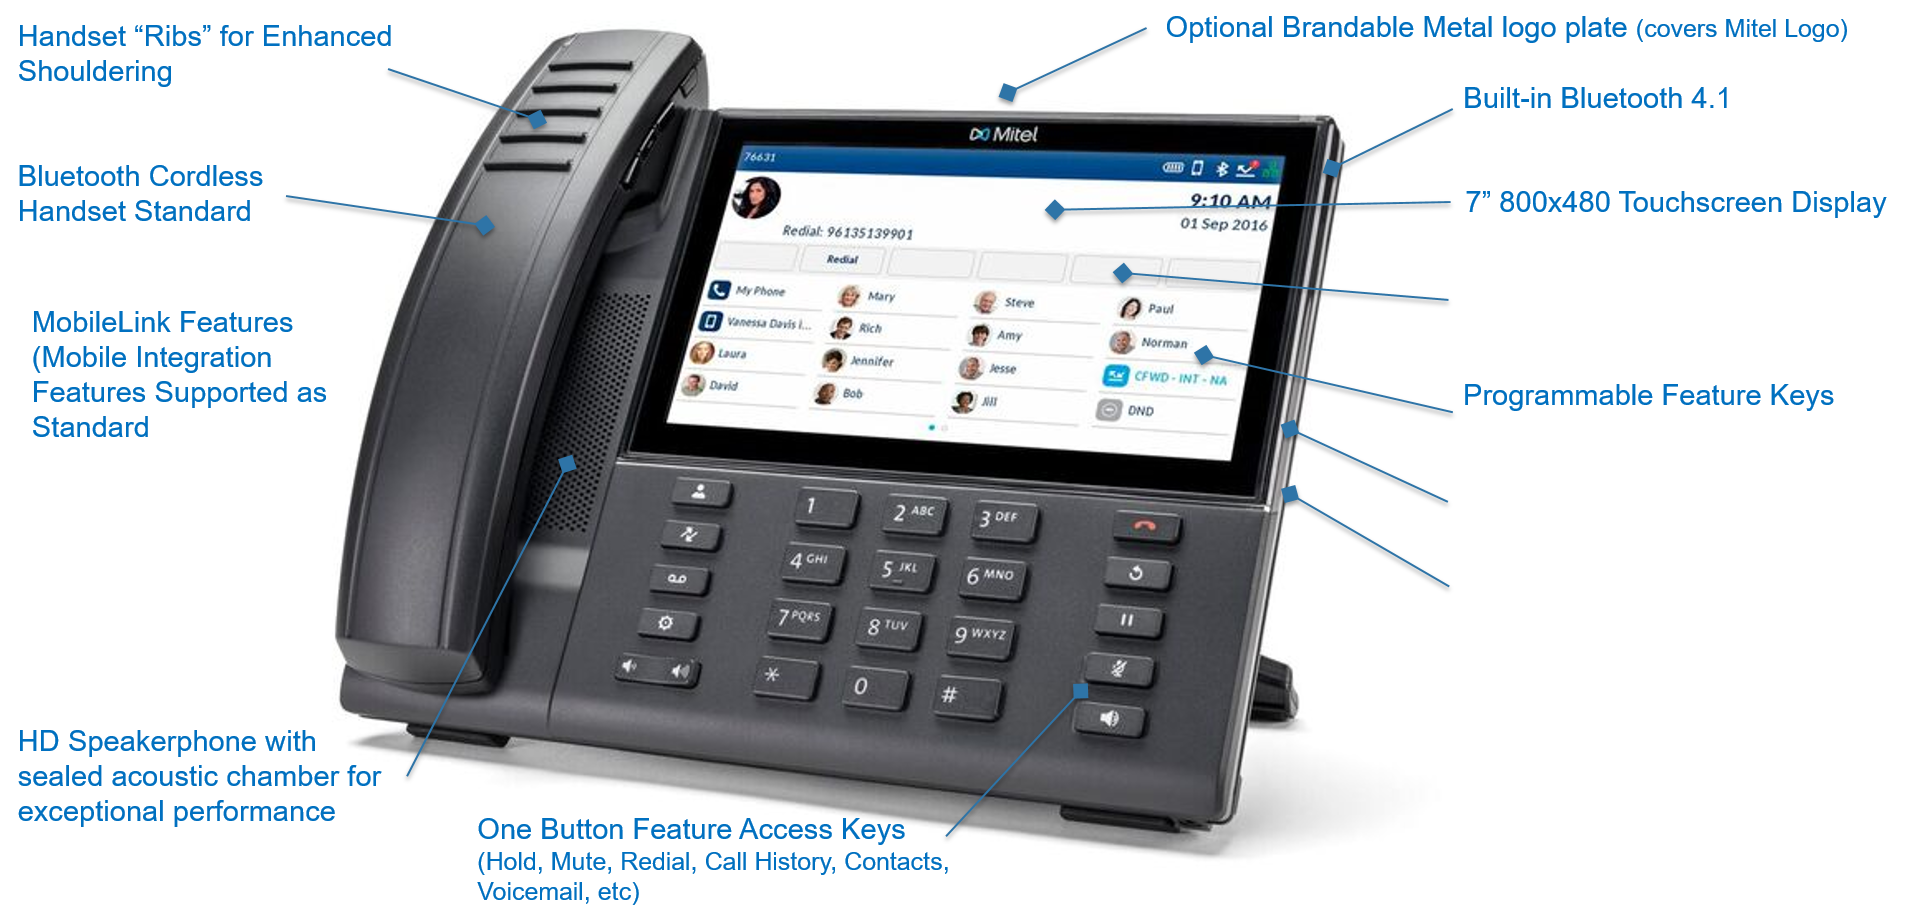 Handset “Ribs” for Enhanced
Shouldering
Bluetooth Cordless
Handset Standard
MobileLink Features
(Mobile Integration
Features Supported as
Standard
HD Speakerphone with
sealed acoustic chamber for
exceptional performance
One Button Feature Access Keys
(Hold, Mute, Redial, Call History, Contacts,
Voicemail, etc)
Optional Brandable Metal logo plate (covers Mitel Logo)
Built-in Bluetooth 4.1
7” 800x480 Touchscreen Display
Programmable Feature Keys
Mitel
76631
9:10 AM
01 Sep 2016
Redial: 96135139901
Redial
My Phone Mary Steve Paul
Vanessa Davis i... Rich Amy Norman
Laura Jennifer Jesse CFWD - INT - NA
David Bob Jill DND
1 2 ABC 3 DEF
4 GHI 5 JKL 6 MNO
7 PQRS 8 TUV 9 WXYZ
* 0 #